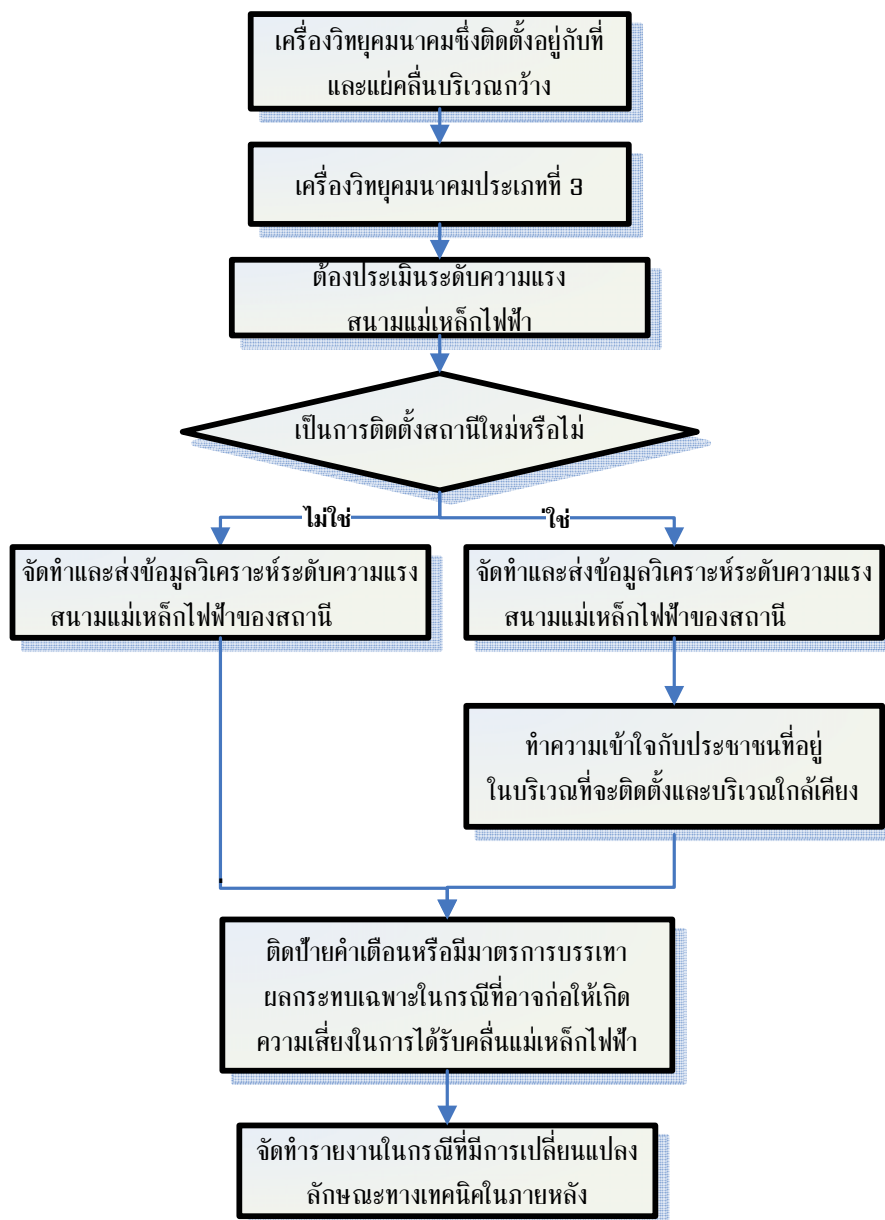 เครื่องวิทยุคมนาคมซึ่งติดตั้งอยู่กับที่
และแผ่คลื่นบริเวณกว้าง
เครื่องวิทยุคมนาคมประเภทที่ 3
ต้องประเมินระดับความแรง
สนามแม่เหล็กไฟฟ้า
เป็นการติดตั้งสถานีใหม่หรือไม่
ไม่ใช่
ใช่
จัดทำและส่งข้อมูลวิเคราะห์ระดับความแรง
สนามแม่เหล็กไฟฟ้าของสถานี
จัดทำและส่งข้อมูลวิเคราะห์ระดับความแรง
สนามแม่เหล็กไฟฟ้าของสถานี
ทำความเข้าใจกับประชาชนที่อยู่
ในบริเวณที่จะติดตั้งและบริเวณใกล้เคียง
ติดป้ายคำเตือนหรือมีมาตรการบรรเทา
ผลกระทบเฉพาะในกรณีที่อาจก่อให้เกิด
ความเสี่ยงในการได้รับคลื่นแม่เหล็กไฟฟ้า
จัดทำรายงานในกรณีที่มีการเปลี่ยนแปลง
ลักษณะทางเทคนิคในภายหลัง